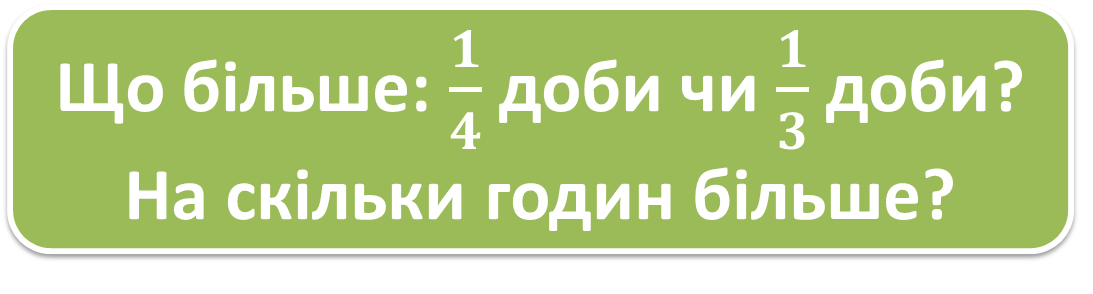 Що більше: 1/4 доби чи 1/3 доби?
На скільки годин більше?